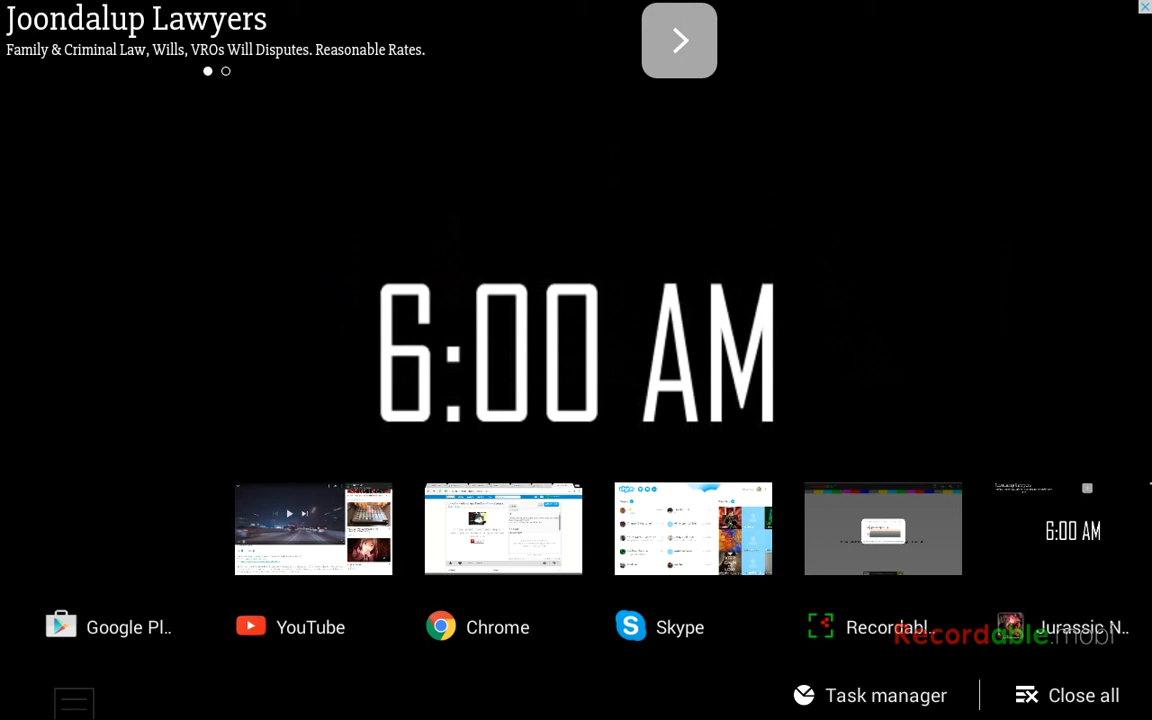 Joondalup Lawyers
Family & Criminal Law, Wills, VROs Will Disputes. Reasonable Rates.
6:00 AM
6:00 AM
Google Pl..
YouTube
Chrome
Skype
Recordabl..
Jurassic N..
Recordable.mobi
Task manager
Close all